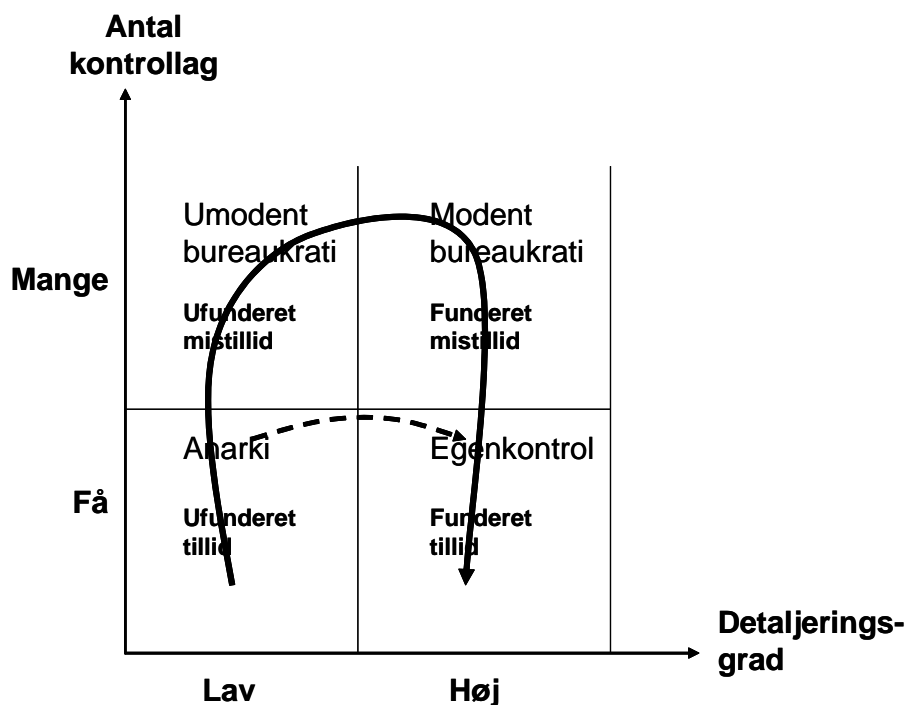 Antal
kontrollag
Umodent
bureaukrati
Modent
bureaukrati
Mange
Ufunderet
mistillid
Funderet
mistillid
Anarki
Egenkontrol
Få
Ufunderet
tillid
Funderet
tillid
Detaljerings-
grad
Lav
Høj